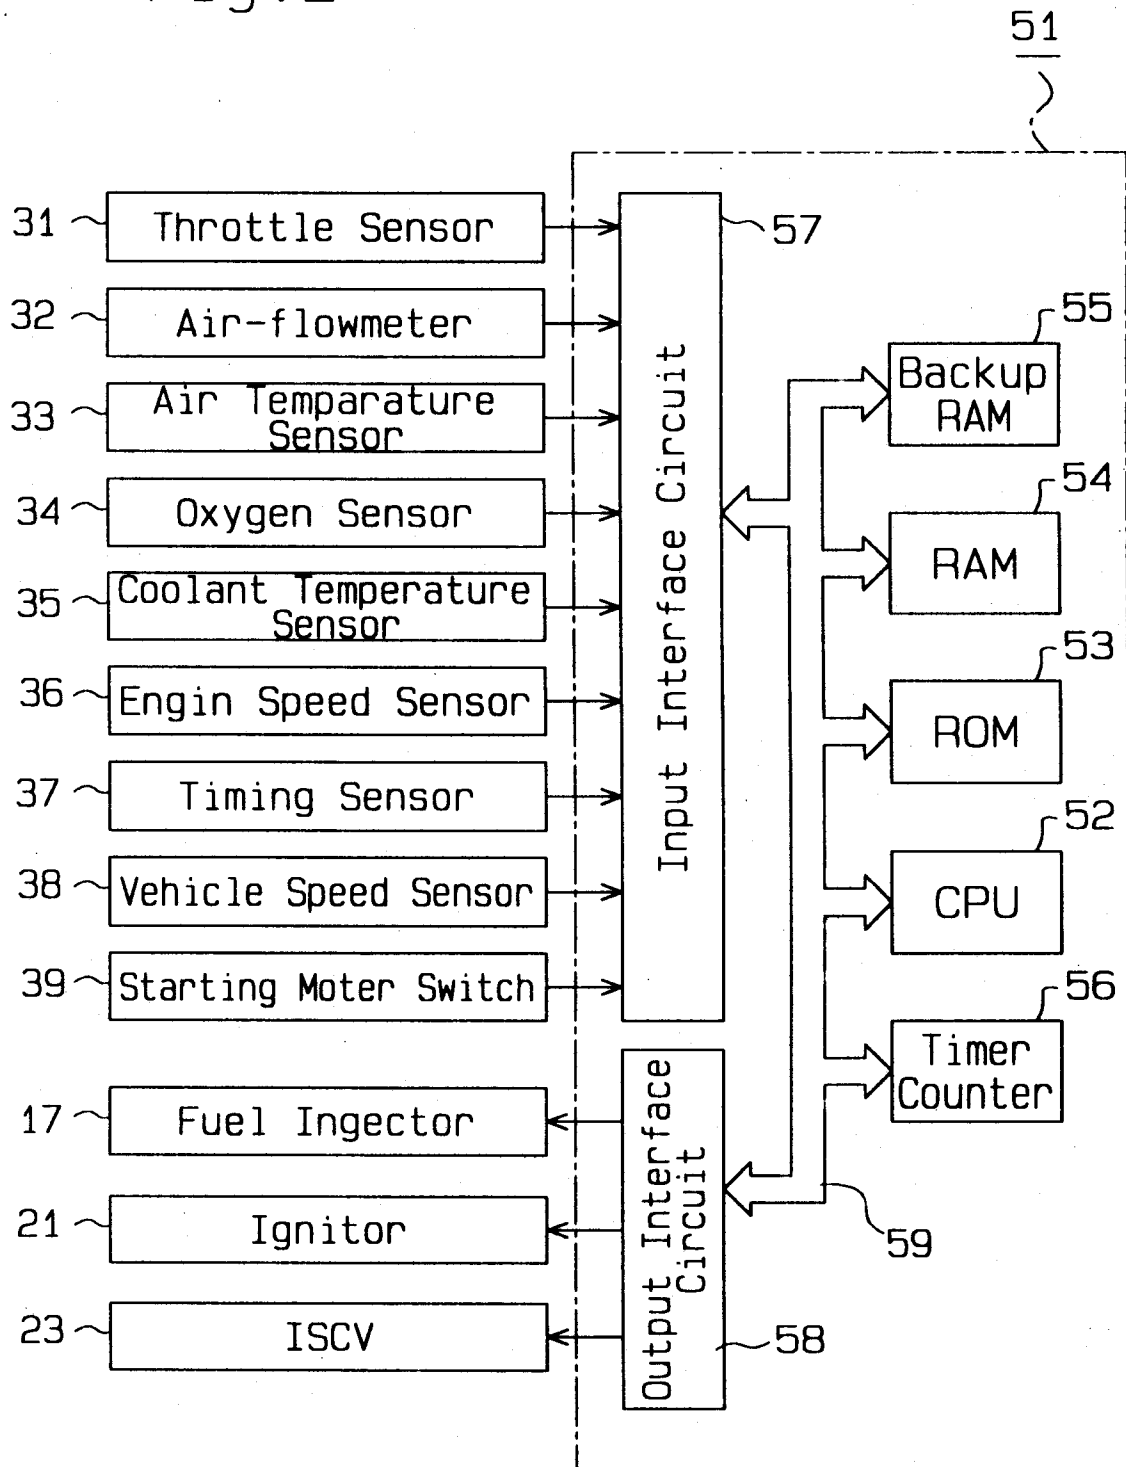 51
31
Throttle Sensor
57
32
Air-flowmeter
33
Air Temparature
Sensor
34
Oxygen Sensor
35
Coolant Temperature
Sensor
36
Engin Speed Sensor
37
Timing Sensor
38
Vehicle Speed Sensor
39
Starting Moter Switch
Input Interface Circuit
55
Backup
RAM
54
RAM
53
ROM
52
CPU
56
Timer
Counter
17
Fuel Ingector
21
Ignitor
23
ISCV
Output Interface
Circuit
58
59